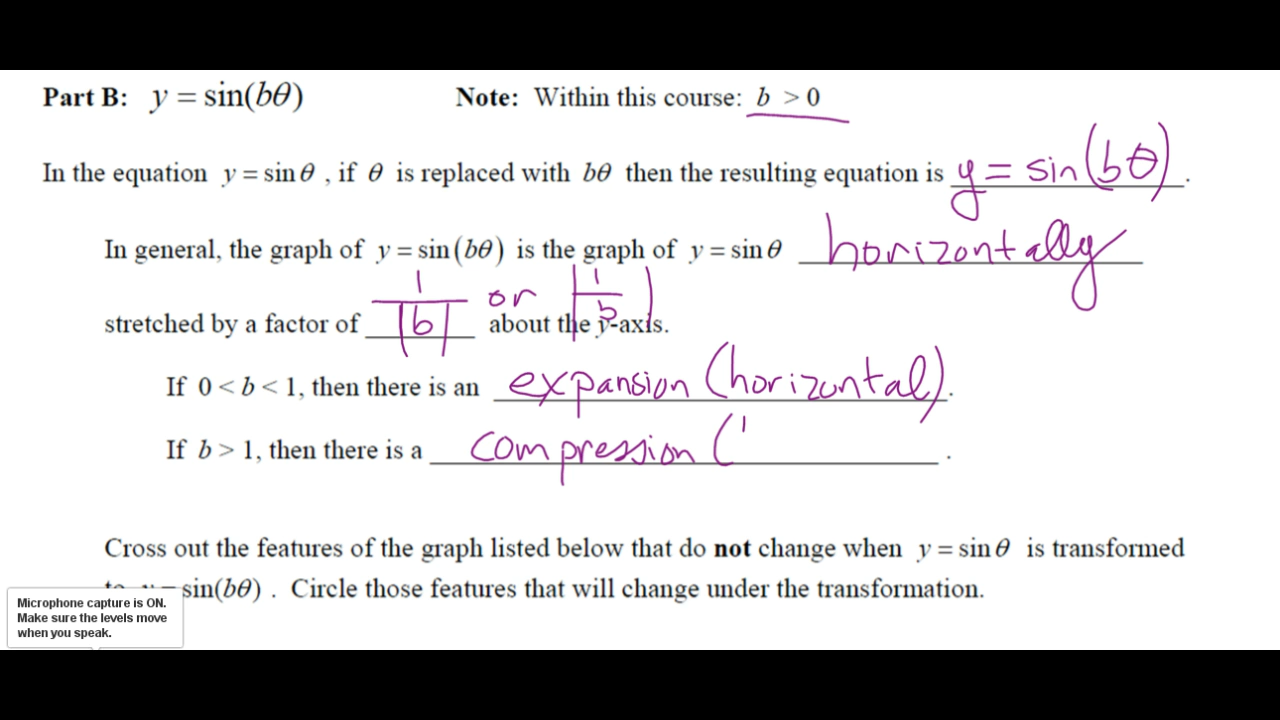 Part B: y = sin(bθ) Note: Within this course: b > 0
In the equation y = sin θ , if θ is replaced with bθ then the resulting equation is y = sin(bθ).
In general, the graph of y = sin(bθ) is the graph of y = sin θ horizontally
stretched by a factor of 1/|b| or |1/b| about the y-axis.
If 0 < b < 1, then there is an expansion (horizontal).
If b > 1, then there is a compression ( .
Cross out the features of the graph listed below that do not change when y = sin θ is transformed
sin(bθ) . Circle those features that will change under the transformation.
Microphone capture is ON.
Make sure the levels move
when you speak.